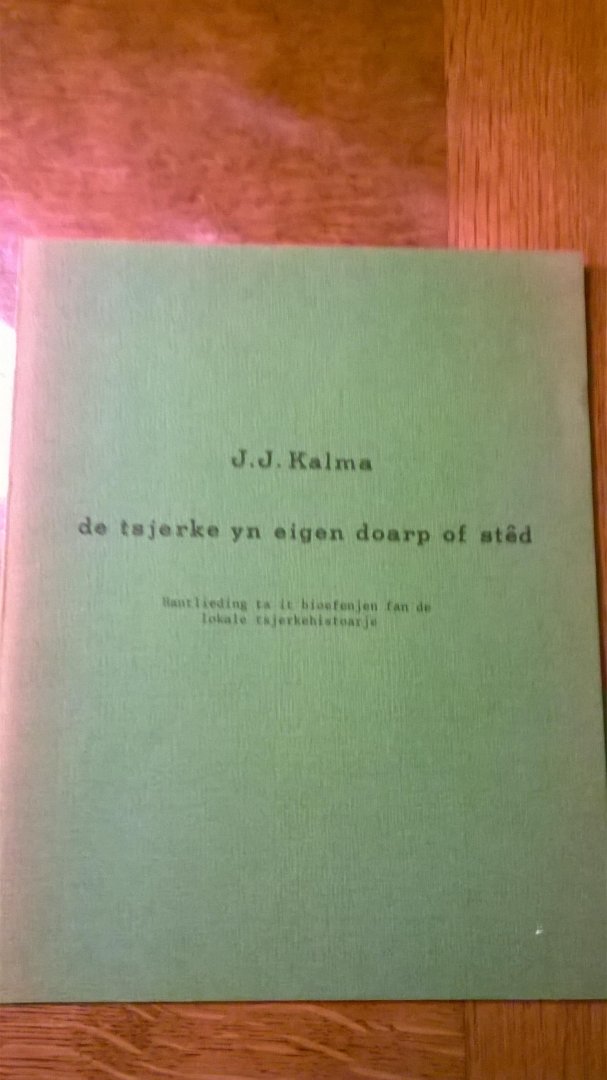 J.J. Kalma
de tsjerke yn eigen doarp of stêd
Hantlieding ta it bioefenjen fan de
lokale tsjerkehistoarje